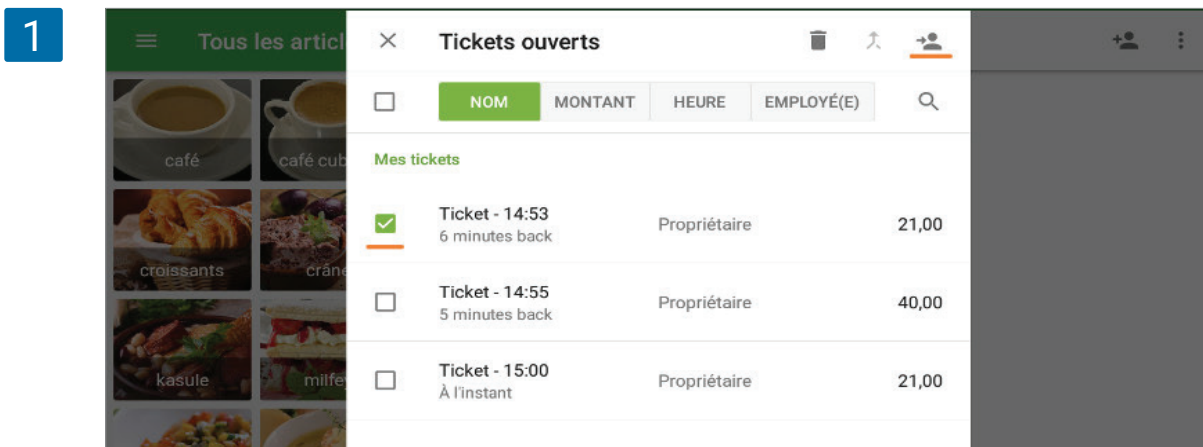 1
Tous les articl
Tickets ouverts
NOM MONTANT HEURE EMPLOYÉ(E)
Mes tickets
café
café cub
Ticket - 14:53
6 minutes back
Propriétaire
21,00
croissants
crâne
Ticket - 14:55
5 minutes back
Propriétaire
40,00
kasule
milfe
Ticket - 15:00
À l'instant
Propriétaire
21,00